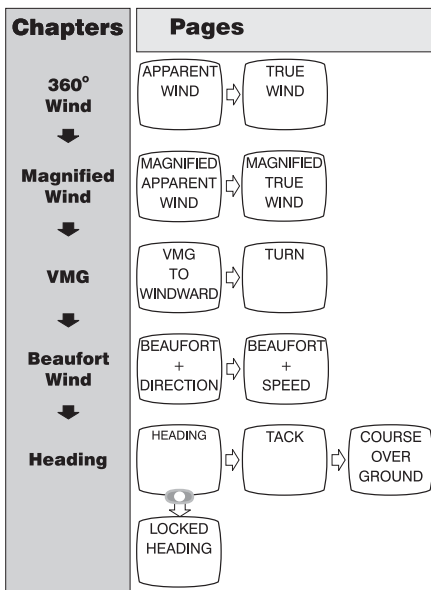 Chapters
Pages
360°
Wind
APPARENT
WIND
TRUE
WIND
Magnified
Wind
MAGNIFIED
APPARENT
WIND
MAGNIFIED
TRUE
WIND
VMG
VMG
TO
WINDWARD
TURN
Beaufort
Wind
BEAUFORT
+
DIRECTION
BEAUFORT
+
SPEED
Heading
HEADING
TACK
COURSE
OVER
GROUND
LOCKED
HEADING